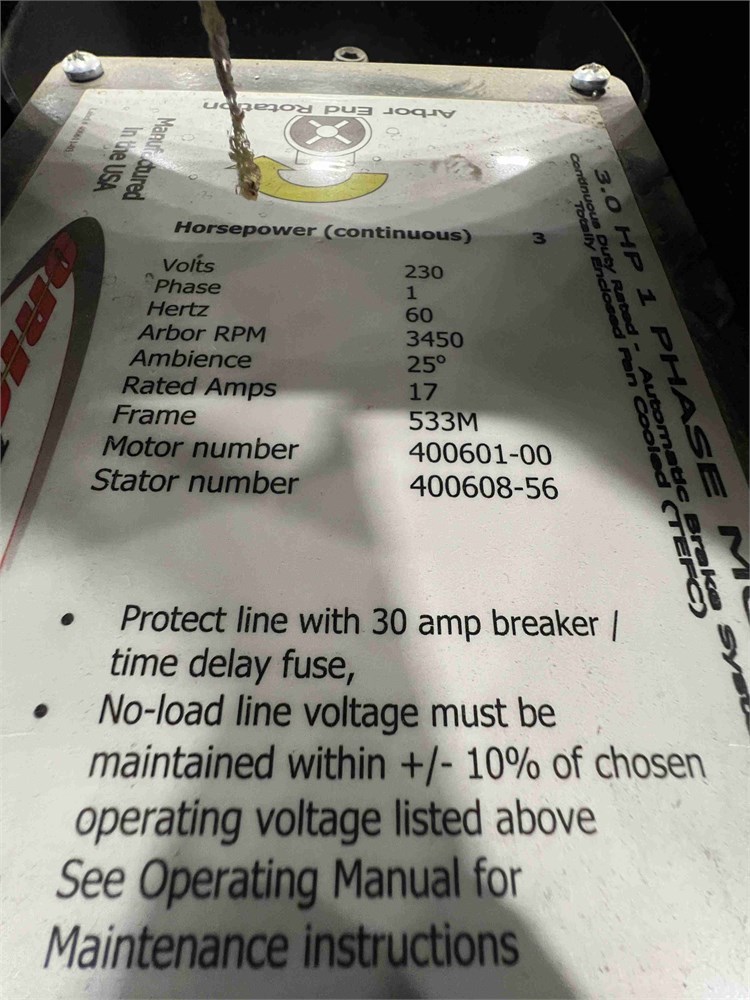 Arbor End Rotation
Manufactured
in the USA
Horsepower (continuous) 3
Volts 230
Phase 1
Hertz 60
Arbor RPM 3450
Ambience 25°
Rated Amps 17
Frame 533M
Motor number 400601-00
Stator number 400608-56
3.0 HP 1 PHASE
Continuous Duty Rated - Automatic Brake
Totally Enclosed Fan Cooled (TEFC)
• Protect line with 30 amp breaker /
time delay fuse,
• No-load line voltage must be
maintained within +/- 10% of chosen
operating voltage listed above
See Operating Manual for
Maintenance instructions